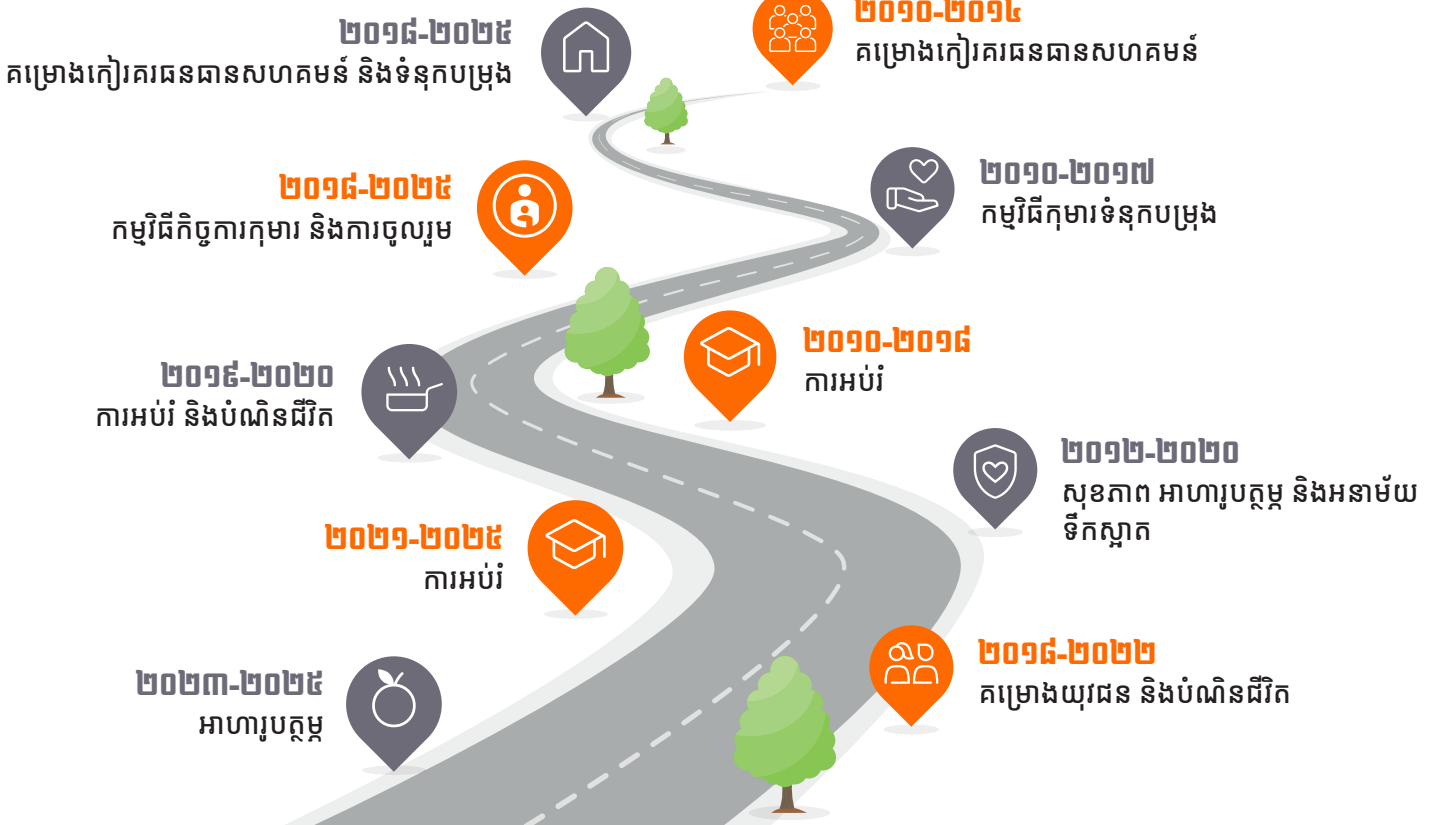 ២០១០-២០១៤
គម្រោងកៀរគរធនធានសហគមន៍
២០១៨-២០២៥
គម្រោងកៀរគរធនធានសហគមន៍ និងទំនុកបម្រុង
២០១០-២០១៧
កម្មវិធីកុមារទំនុកបម្រុង
២០១៨-២០២៥
កម្មវិធីកិច្ចការកុមារ និងការចូលរួម
២០១០-២០១៨
ការអប់រំ
២០១៩-២០២០
ការអប់រំ និងបំណិនជីវិត
២០១២-២០២០
សុខភាព អាហារូបត្ថម្ភ និងអនាម័យ
ទឹកស្អាត
២០២១-២០២៥
ការអប់រំ
២០១៨-២០២២
គម្រោងយុវជន និងបំណិនជីវិត
២០២៣-២០២៥
អាហារូបត្ថម្ភ